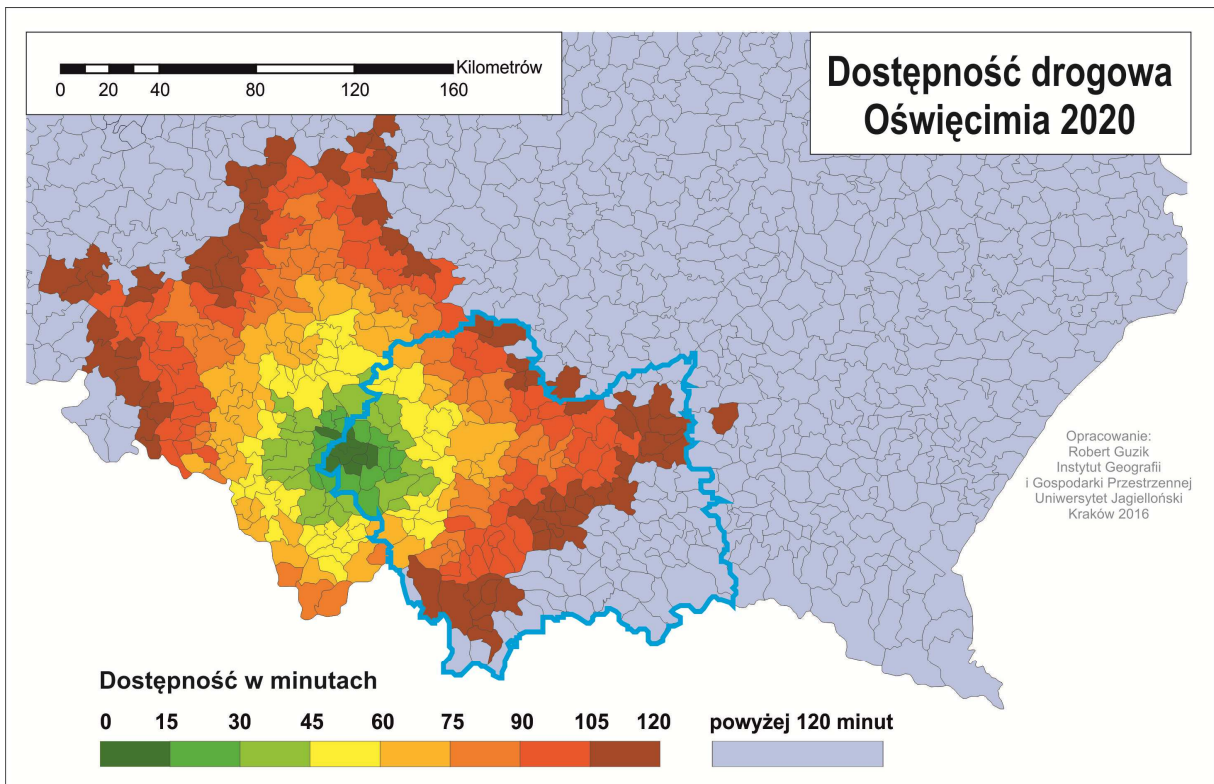 Kilometrów
0 20 40 80 120 160
Dostępność drogowa
Oświęcimia 2020
Opracowanie:
Robert Guzik
Instytut Geografii
i Gospodarki Przestrzennej
Uniwersytet Jagielloński
Kraków 2016
Dostępność w minutach
0 15 30 45 60 75 90 105 120
powyżej 120 minut